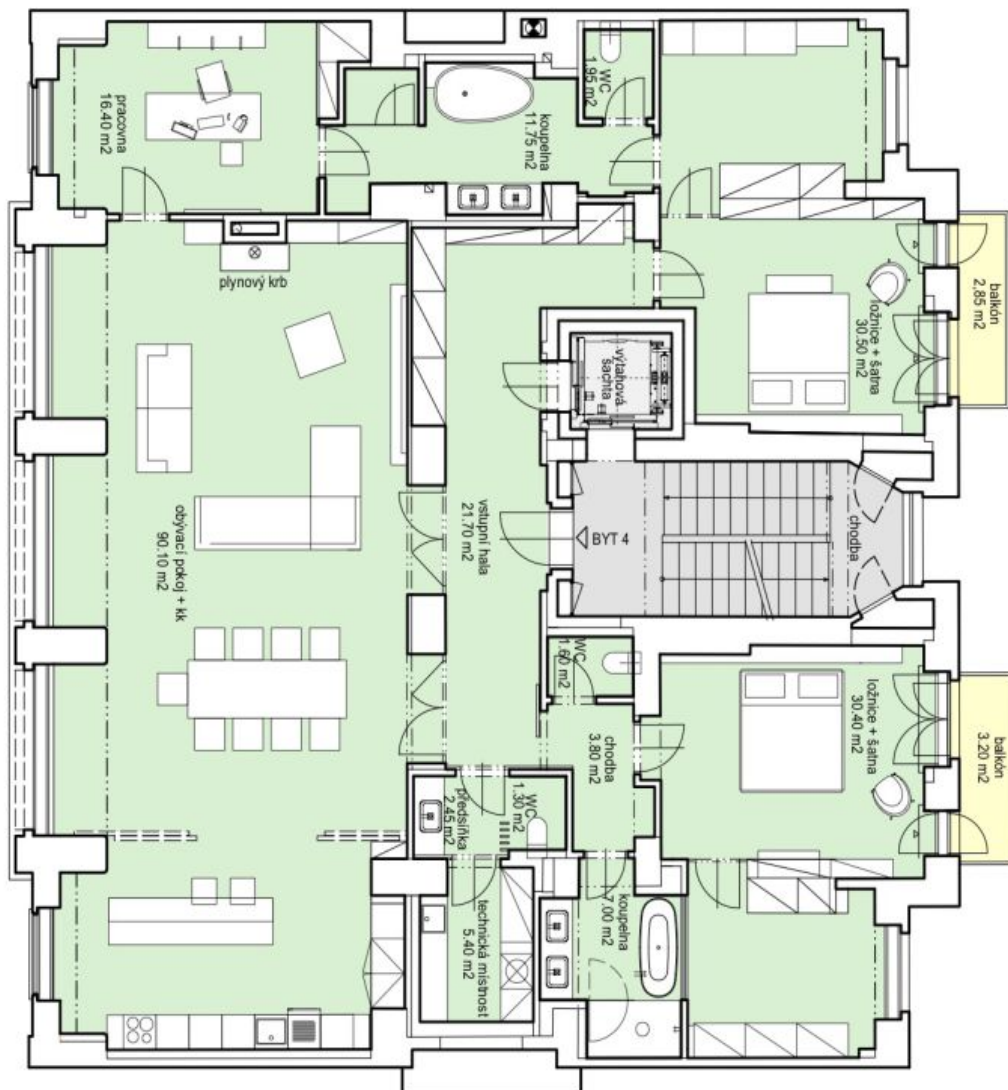 pracovna
16.40 m2
koupelna
11.75 m2
WC
1.95 m2
plynový krb
ložnice + šatna
30.50 m2
balkón
2,85 m2
výtahová
šachta
obývací pokoj + kk
90.10 m2
vstupní hala
21.70 m2
BYT 4
chodba
WC
1.60 m2
chodba
3.80 m2
ložnice + šatna
30.40 m2
balkón
3.20 m2
předsíňka
2.45 m2
WC
1.30 m2
technická místnost
5.40 m2
koupelna
7.00 m2